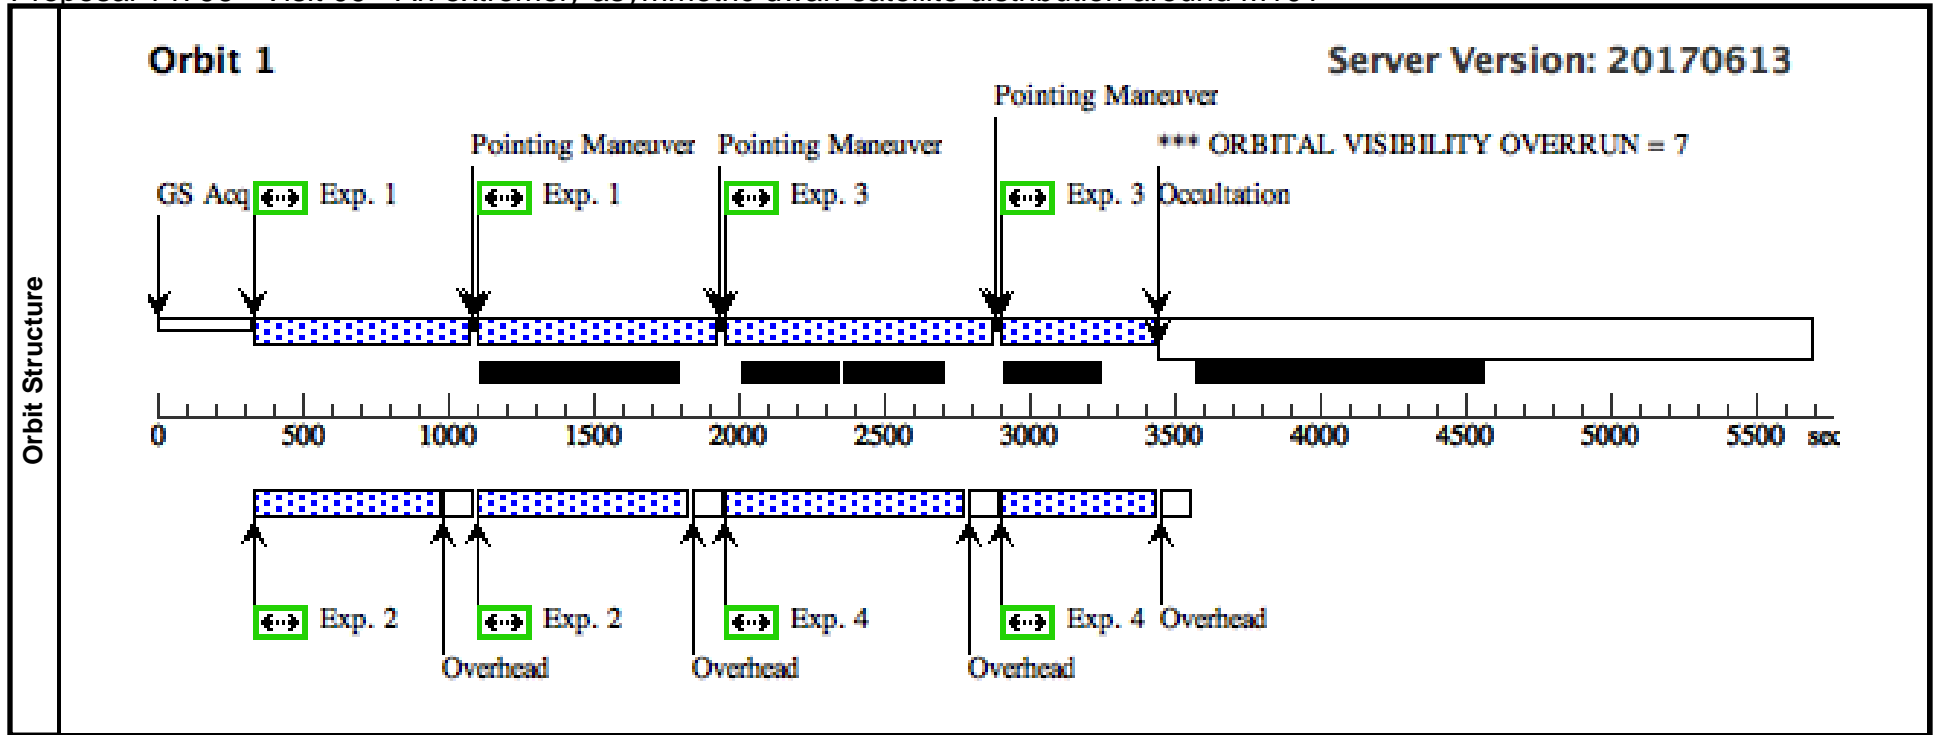 Orbit 1
Server Version: 20170613
Pointing Maneuver
Pointing Maneuver Pointing Maneuver *** ORBITAL VISIBILITY OVERRUN = 7
GS Acq Exp. 1 Exp. 1 Exp. 3 Exp. 3 Occultation
Orbit Structure
0 500 1000 1500 2000 2500 3000 3500 4000 4500 5000 5500 sec
Exp. 2 Exp. 2 Exp. 4 Exp. 4 Overhead
Overhead Overhead Overhead